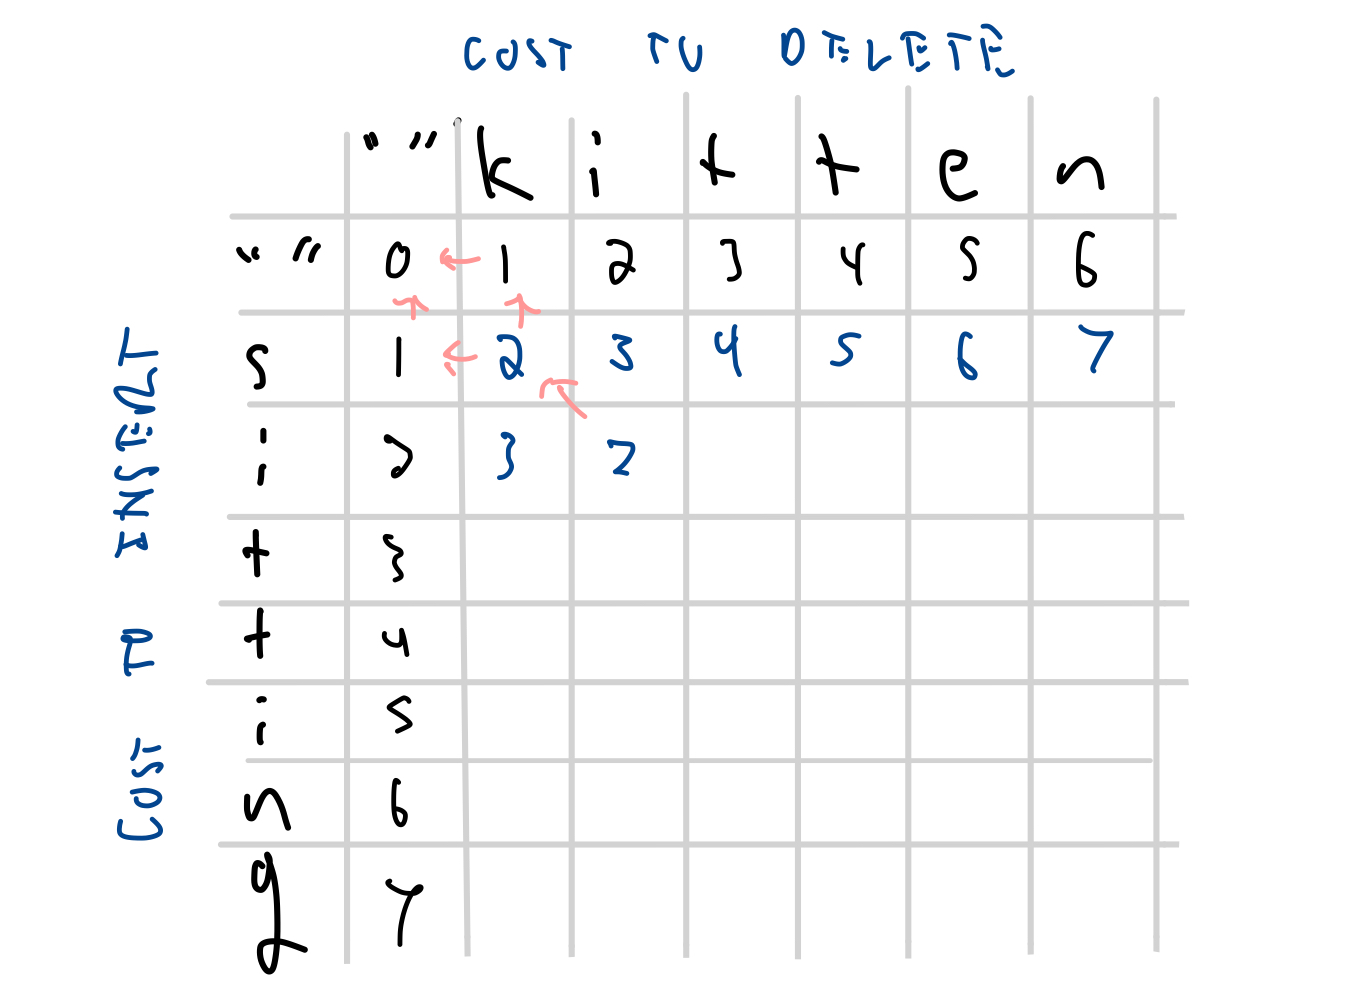 COST TO DELETE
“ ” k i t t e n
“ ” 0 1 2 3 4 5 6
s 1 2 3 4 5 6 7
i 2 3 2
t 3
t 4
i 5
n 6
g 7
COST TO INSERT